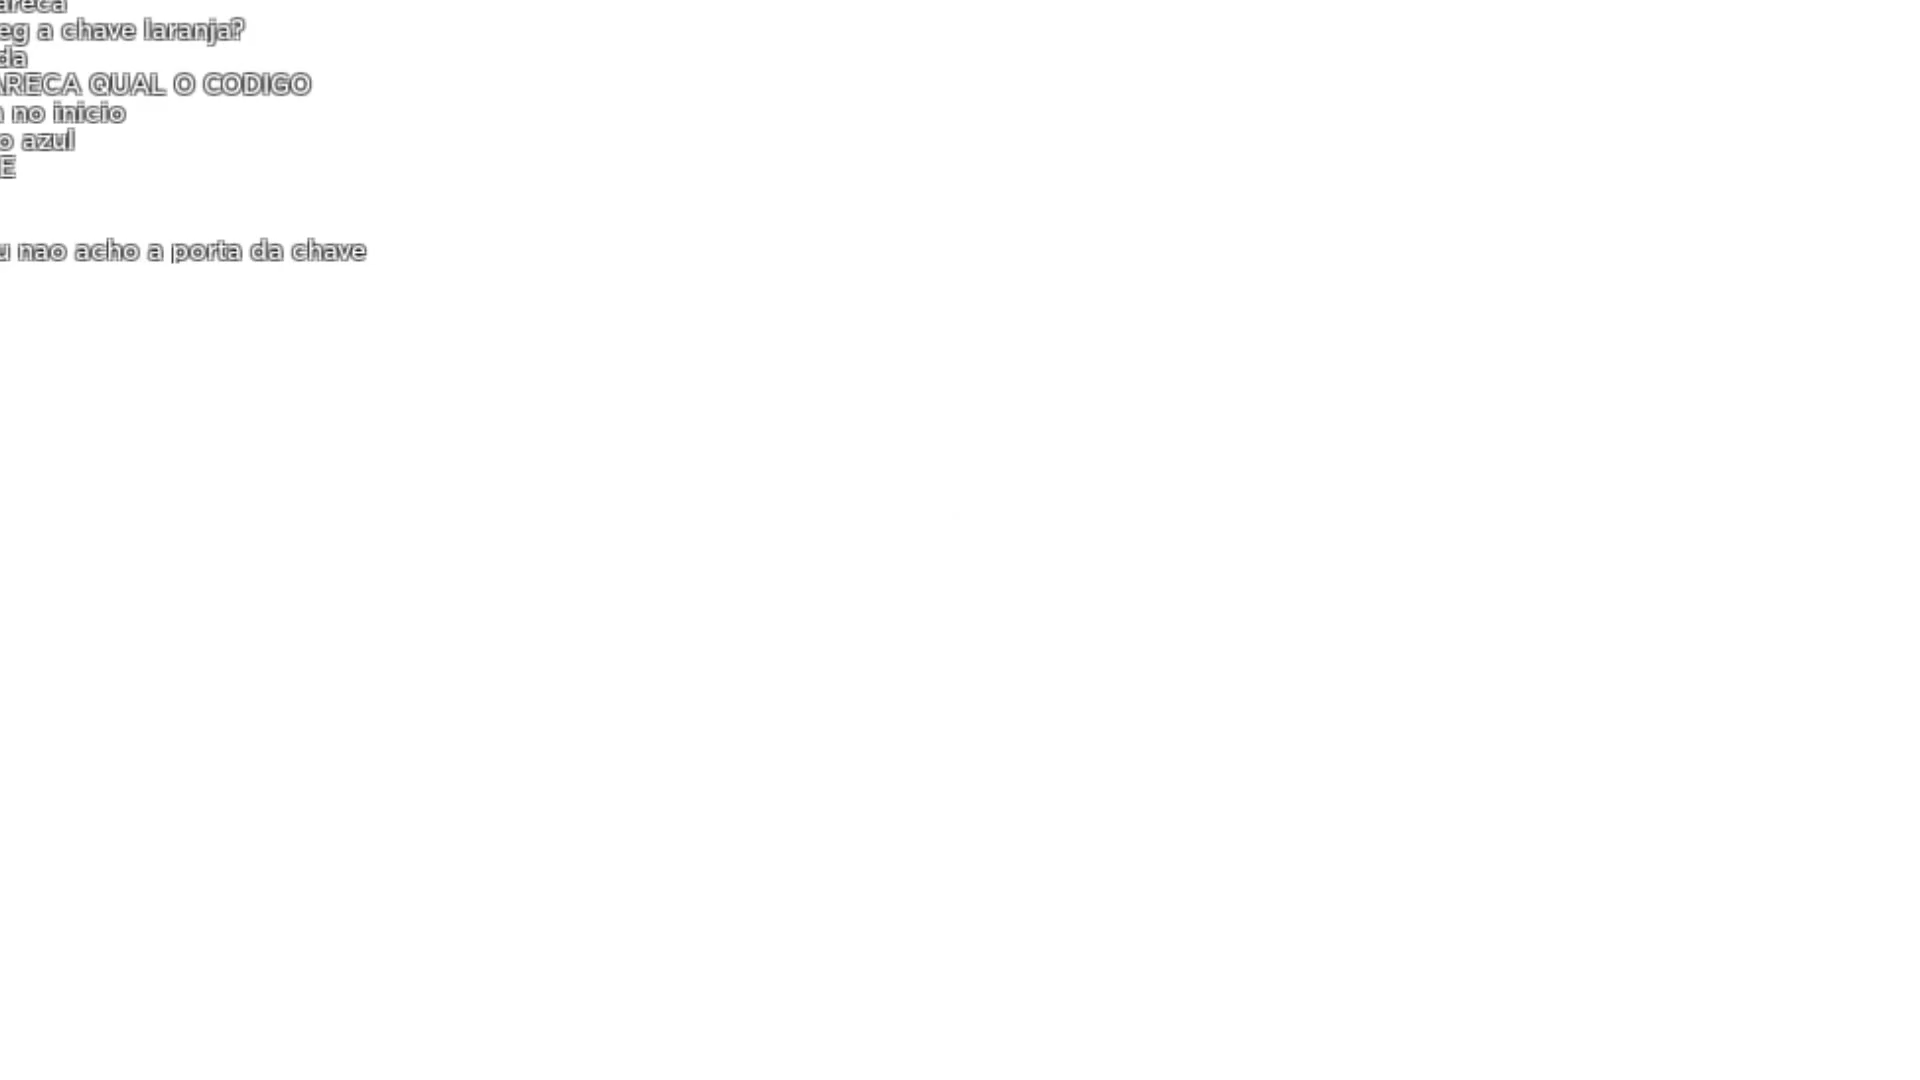 areca
eg a chave laranja?
da
ARECA QUAL O CODIGO
no inicio
o azul
E
u nao acho a porta da chave